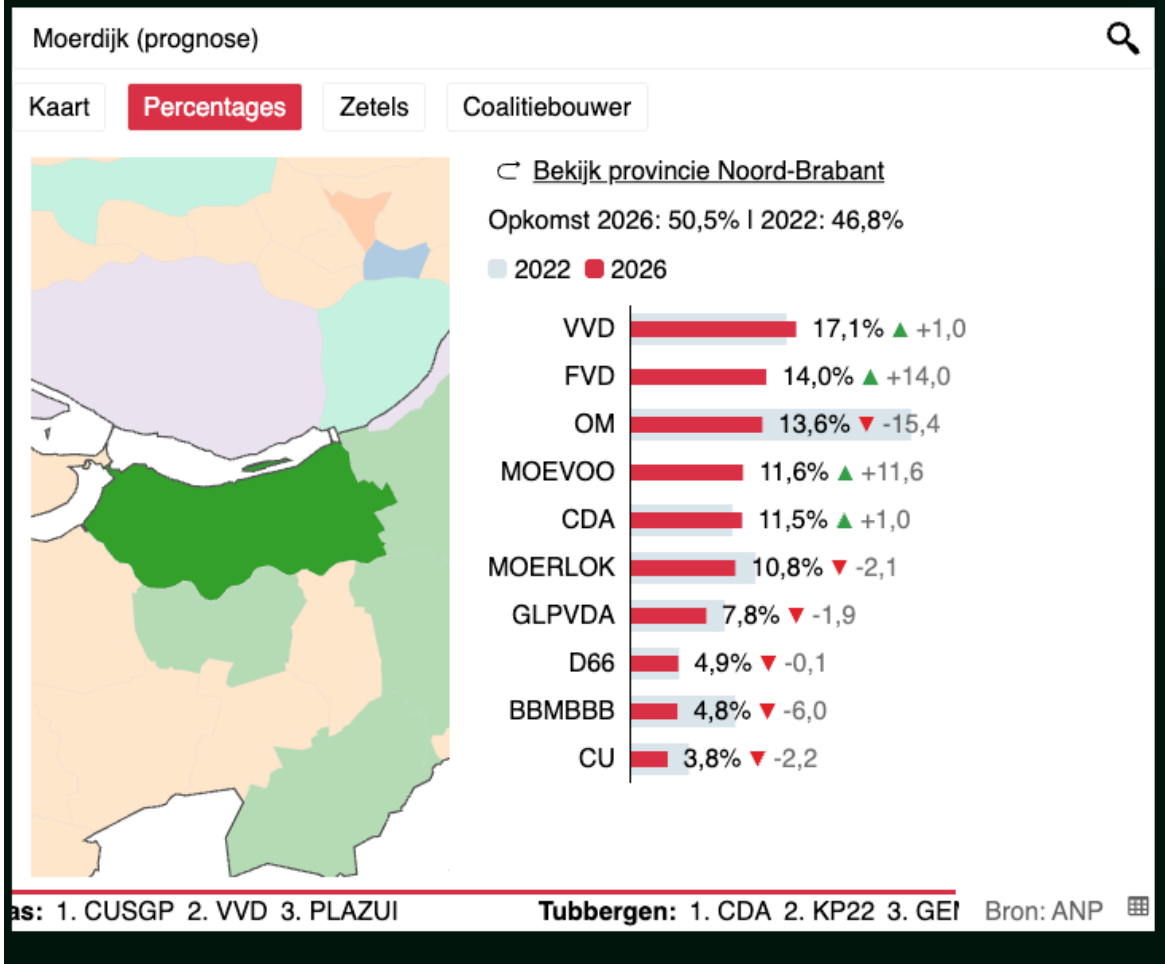 Moerdijk (prognose)
Kaart Percentages Zetels Coalitiebouwer
Bekijk provincie Noord-Brabant
Opkomst 2026: 50,5% | 2022: 46,8%
2022 2026
VVD 17,1% ▲ +1,0
FVD 14,0% ▲ +14,0
OM 13,6% ▼ -15,4
MOEVOO 11,6% ▲ +11,6
CDA 11,5% ▲ +1,0
MOERLOK 10,8% ▼ -2,1
GLPVDA 7,8% ▼ -1,9
D66 4,9% ▼ -0,1
BBMBBB 4,8% ▼ -6,0
CU 3,8% ▼ -2,2
as: 1. CUSGP 2. VVD 3. PLAZUI Tubbergen: 1. CDA 2. KP22 3. GE Bron: ANP